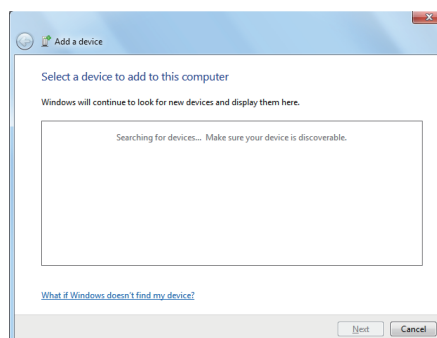 Add a device
Select a device to add to this computer
Windows will continue to look for new devices and display them here.
Searching for devices... Make sure your device is discoverable.
What if Windows doesn't find my device?
Next Cancel